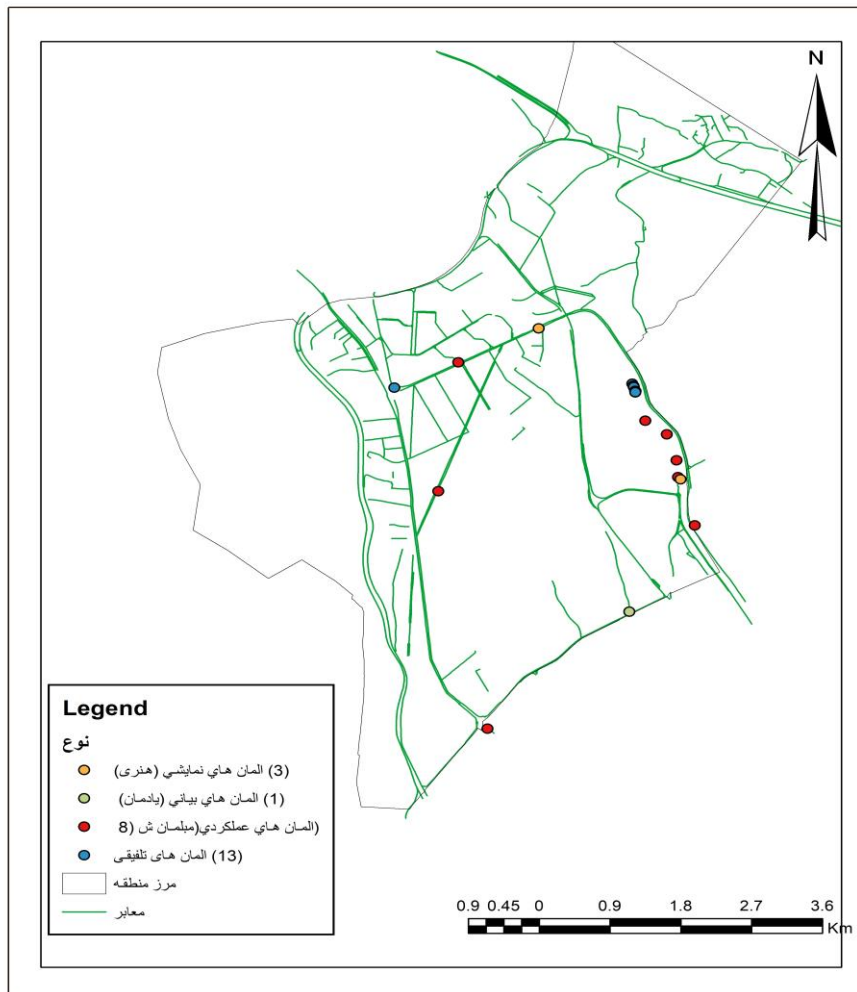 N
Legend
نوع
(3) المان هاي نمايشي (هنرى)
(1) المان هاي بياني (يادمان)
(المان هاي عملكردي(مبلمان ش (8
(13) المان هاى تلفيقى
مرز منطقه
معابر
0.9 0.45 0 0.9 1.8 2.7 3.6
Km